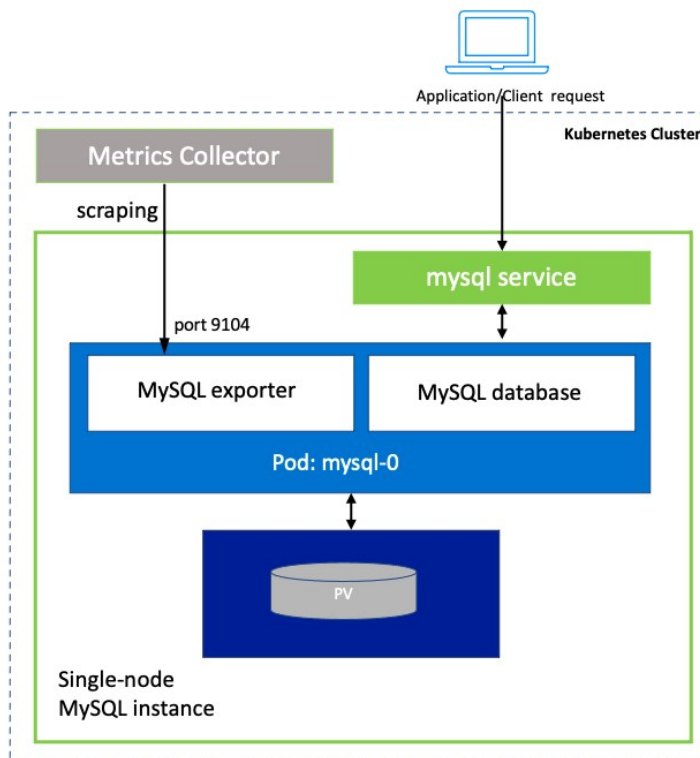 Application/Client request
Kubernetes Cluster
Metrics Collector
scraping
mysql service
port 9104
MySQL exporter
MySQL database
Pod: mysql-0
PV
Single-node
MySQL instance